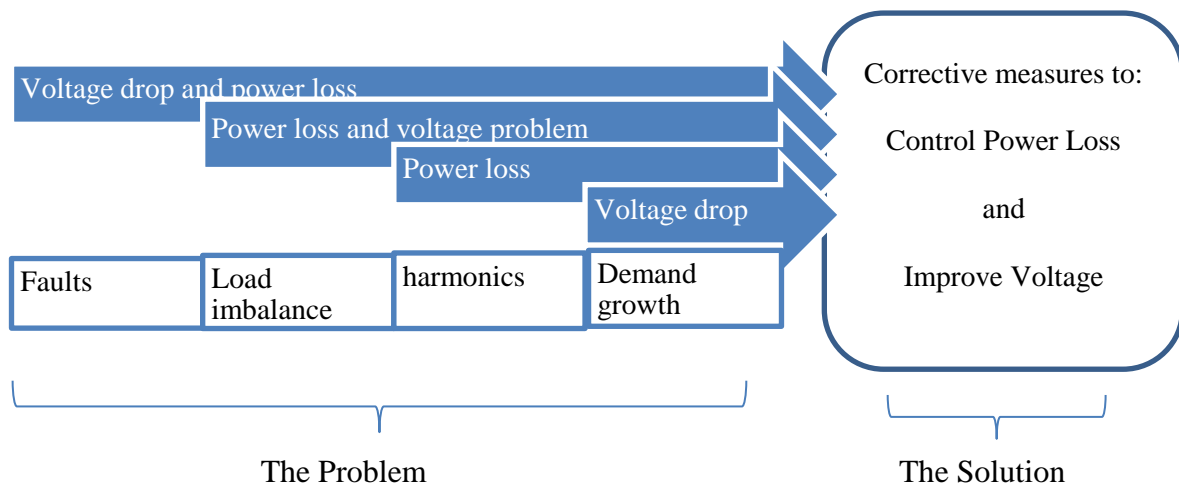 Voltage drop and power loss
Power loss and voltage problem
Power loss
Voltage drop
Faults
Load
imbalance
harmonics
Demand
growth
Corrective measures to:
Control Power Loss
and
Improve Voltage
The Problem
The Solution